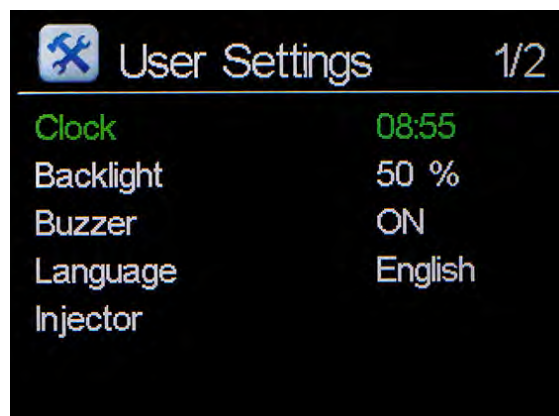 User Settings 1/2
Clock 08:55
Backlight 50 %
Buzzer ON
Language English
Injector